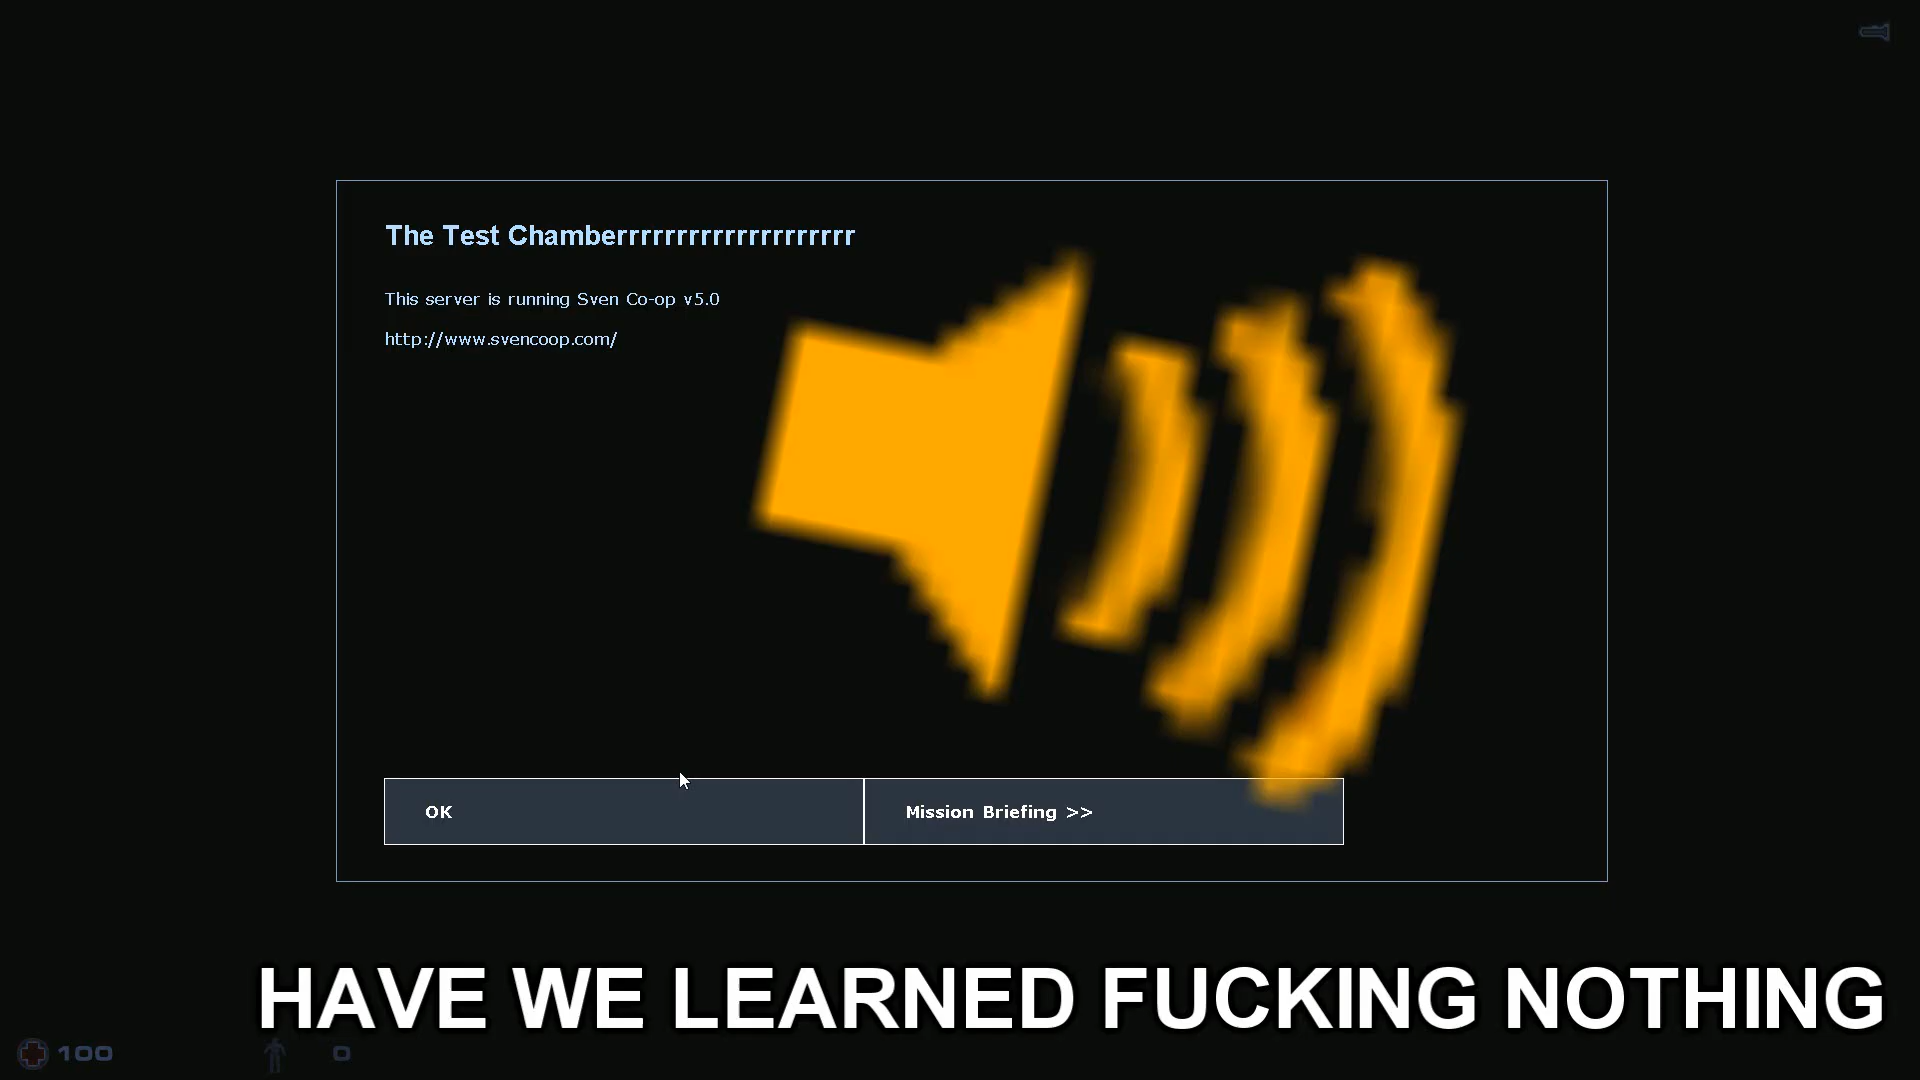 The Test Chamberrrrrrrrrrrrrrrrrrrr
This server is running Sven Co-op v5.0
http://www.svencoop.com/
OK
Mission Briefing >>
HAVE WE LEARNED FUCKING NOTHING
100
0